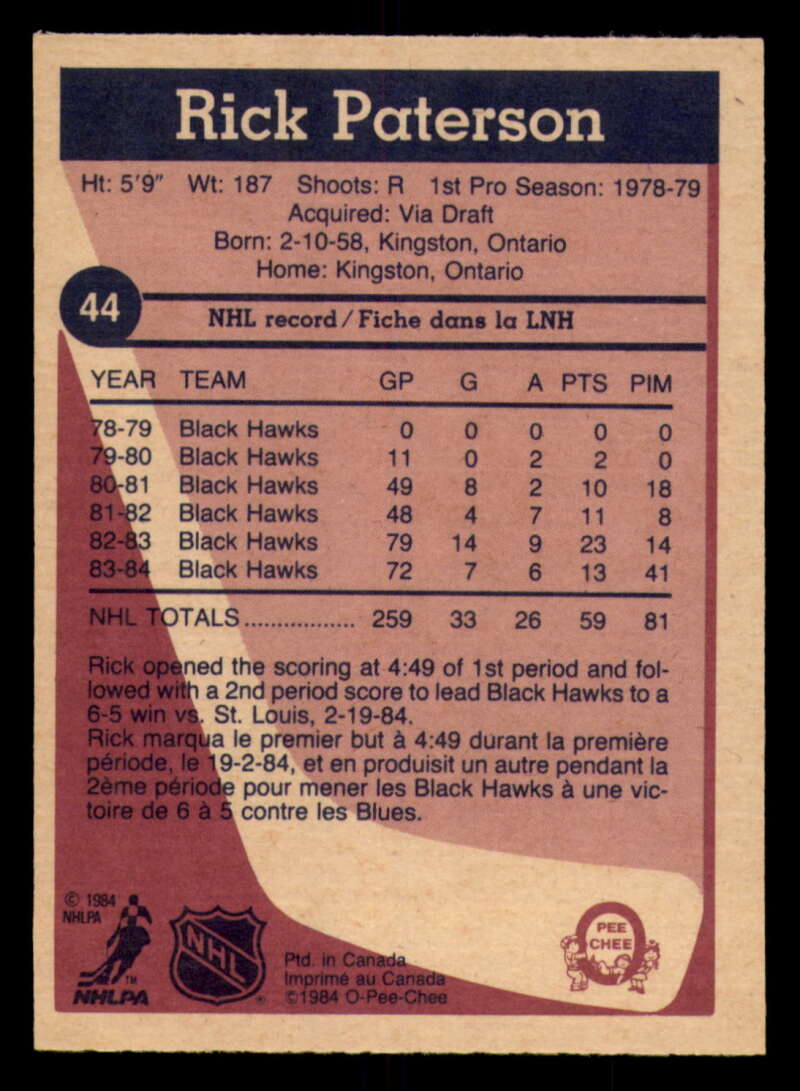 Rick Paterson
Ht: 5'9" Wt: 187 Shoots: R 1st Pro Season: 1978-79
Acquired: Via Draft
Born: 2-10-58, Kingston, Ontario
Home: Kingston, Ontario
44
NHL record / Fiche dans la LNH
YEAR TEAM GP G A PTS PIM
78-79 Black Hawks 0 0 0 0 0
79-80 Black Hawks 11 0 2 2 0
80-81 Black Hawks 49 8 2 10 18
81-82 Black Hawks 48 4 7 11 8
82-83 Black Hawks 79 14 9 23 14
83-84 Black Hawks 72 7 6 13 41
NHL TOTALS................. 259 33 26 59 81
Rick opened the scoring at 4:49 of 1st period and fol-
lowed with a 2nd period score to lead Black Hawks to a
6-5 win vs. St. Louis, 2-19-84.
Rick marqua le premier but à 4:49 durant la première
période, le 19-2-84, et en produisit un autre pendant la
2ème période pour mener les Black Hawks à une vic-
toire de 6 à 5 contre les Blues.
© 1984
NHLPA
TM
NHLPA
NHL
®
Ptd. in Canada
Imprimé au Canada
©1984 O-Pee-Chee
O
PEE
CHEE